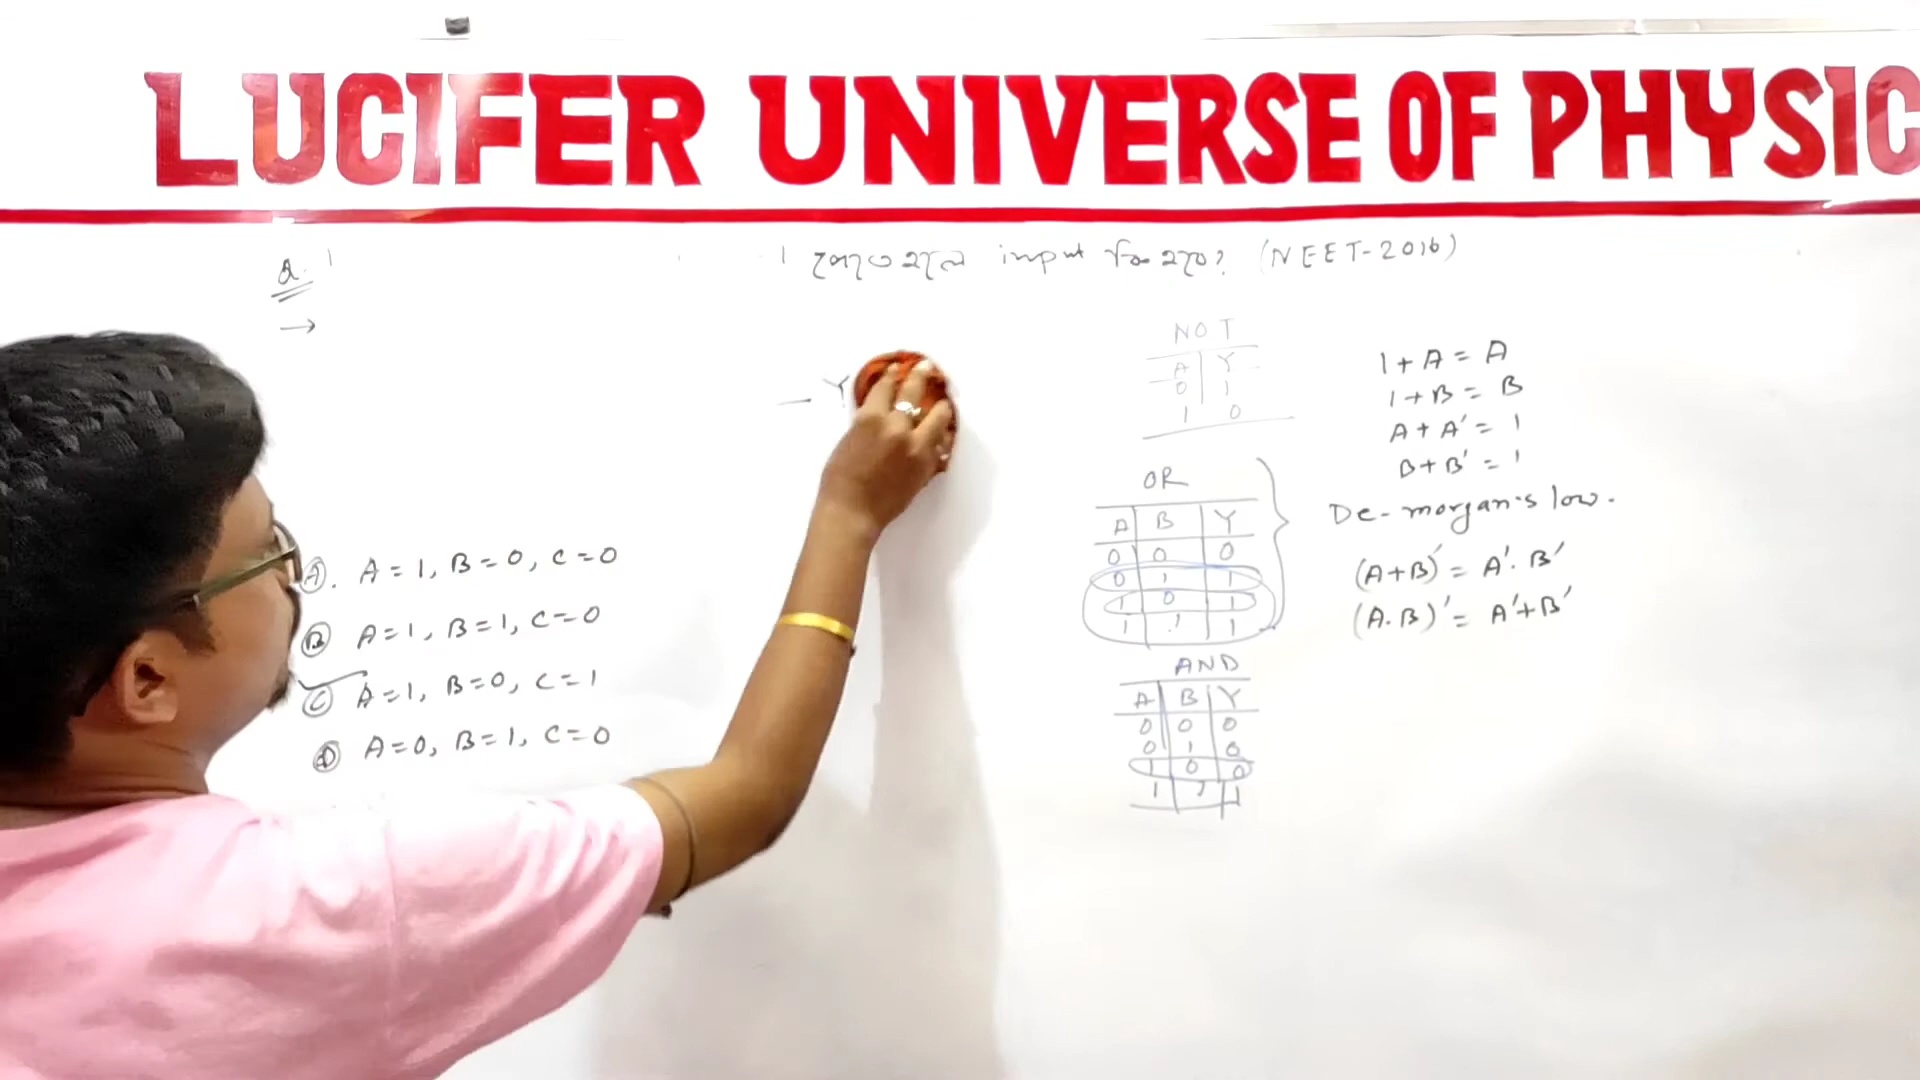 LUCIFER UNIVERSE OF PHYSIC
Q. 1
1 input কি হবে? (NEET-2016)
→
— Y
A. A = 1, B = 0, C = 0
B A = 1, B = 1, C = 0
C A = 1, B = 0, C = 1
D A = 0, B = 1, C = 0
NOT
A Y
0 1
1 0
OR
A B Y
0 0 0
0 1 1
1 0 1
1 1 1
AND
A B Y
0 0 0
0 1 0
1 0 0
1 1 1
1 + A = A
1 + B = B
A + A' = 1
B + B' = 1
De-morgan's low.
(A+B)' = A'. B'
(A.B)' = A'+B'